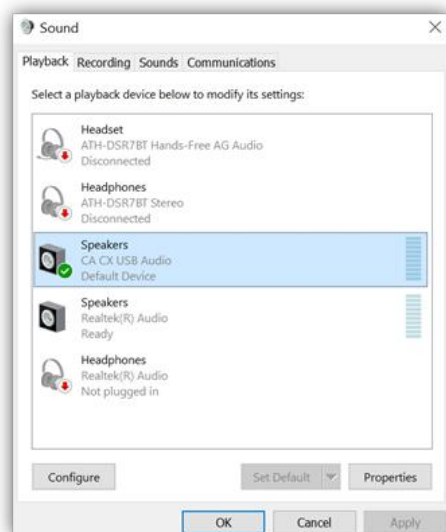 Sound
Playback Recording Sounds Communications
Select a playback device below to modify its settings:
Headset
ATH-DSR7BT Hands-Free AG Audio
Disconnected
Headphones
ATH-DSR7BT Stereo
Disconnected
Speakers
CA CX USB Audio
Default Device
Speakers
Realtek(R) Audio
Ready
Headphones
Realtek(R) Audio
Not plugged in
Configure Set Default Properties
OK Cancel Apply